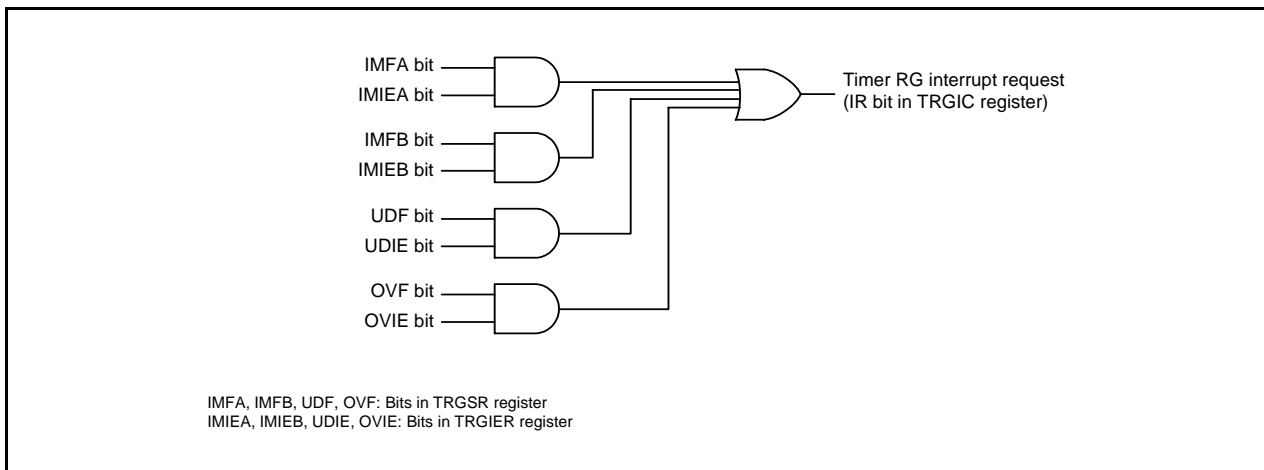 IMFA bit
IMIEA bit
IMFB bit
IMIEB bit
UDF bit
UDIE bit
OVF bit
OVIE bit
Timer RG interrupt request
(IR bit in TRGIC register)
IMFA, IMFB, UDF, OVF: Bits in TRGSR register
IMIEA, IMIEB, UDIE, OVIE: Bits in TRGIER register